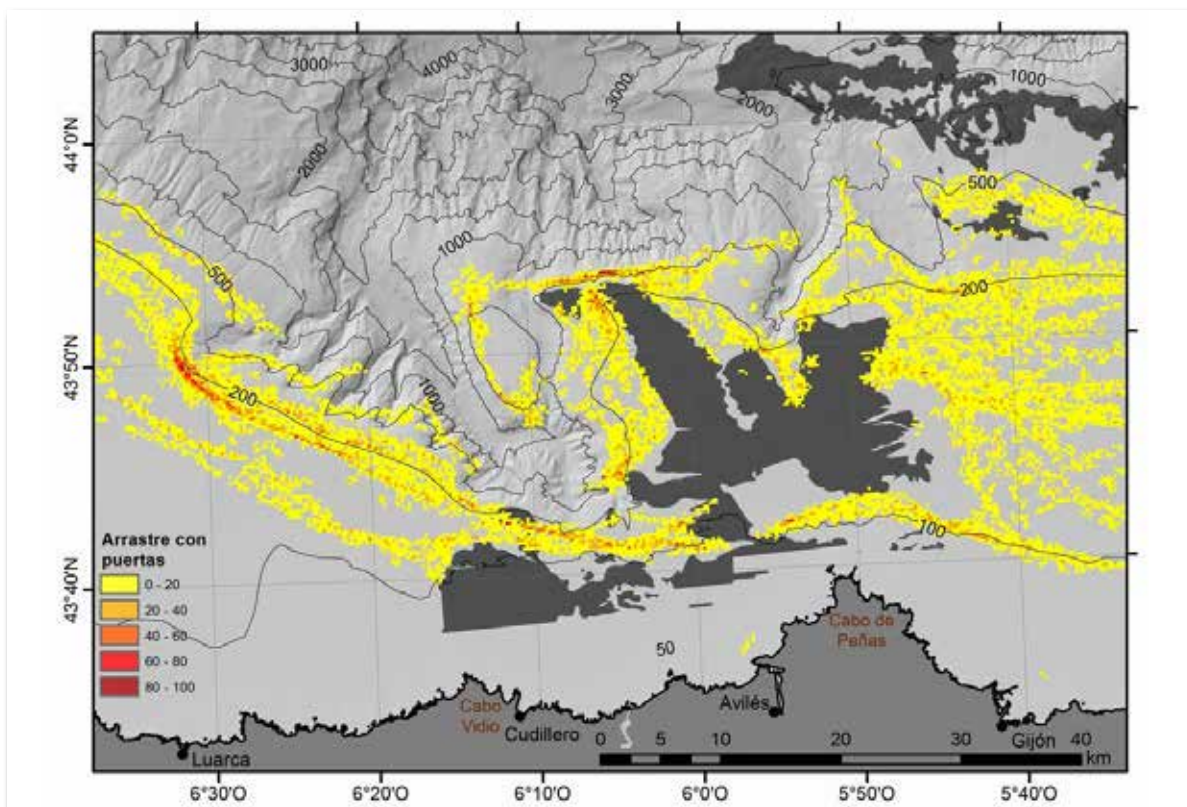 3000
4000
3000
2000
1000
2000
500
1000
500
200
200
1000
100
50
44°0'N
43°50'N
43°40'N
Arrastre con
puertas
0 - 20
20 - 40
40 - 60
60 - 80
80 - 100
Cabo de
Peñas
Cabo
Vidio
Cudillero
Avilés
Luarca
Gijón
0 5 10 20 30 40
km
6°30'O 6°20'O 6°10'O 6°0'O 5°50'O 5°40'O